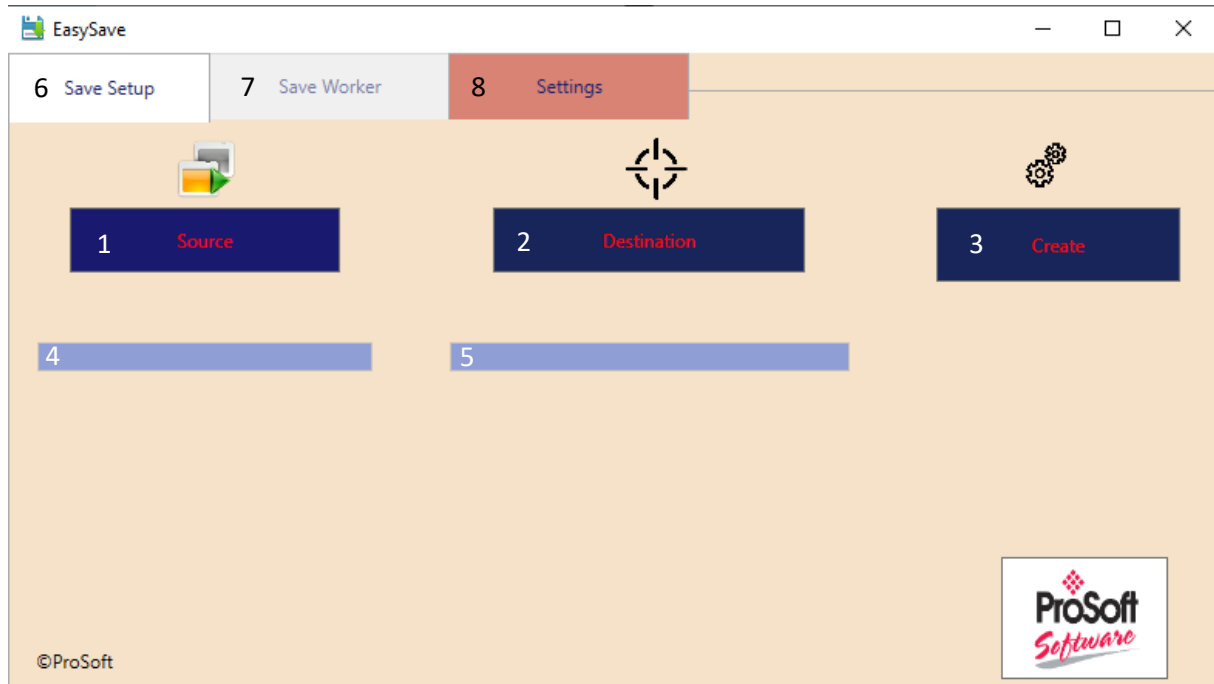 EasySave
6 Save Setup 7 Save Worker 8 Settings
1 Source 2 Destination 3 Create
4 5
ProSoft
Software
©ProSoft